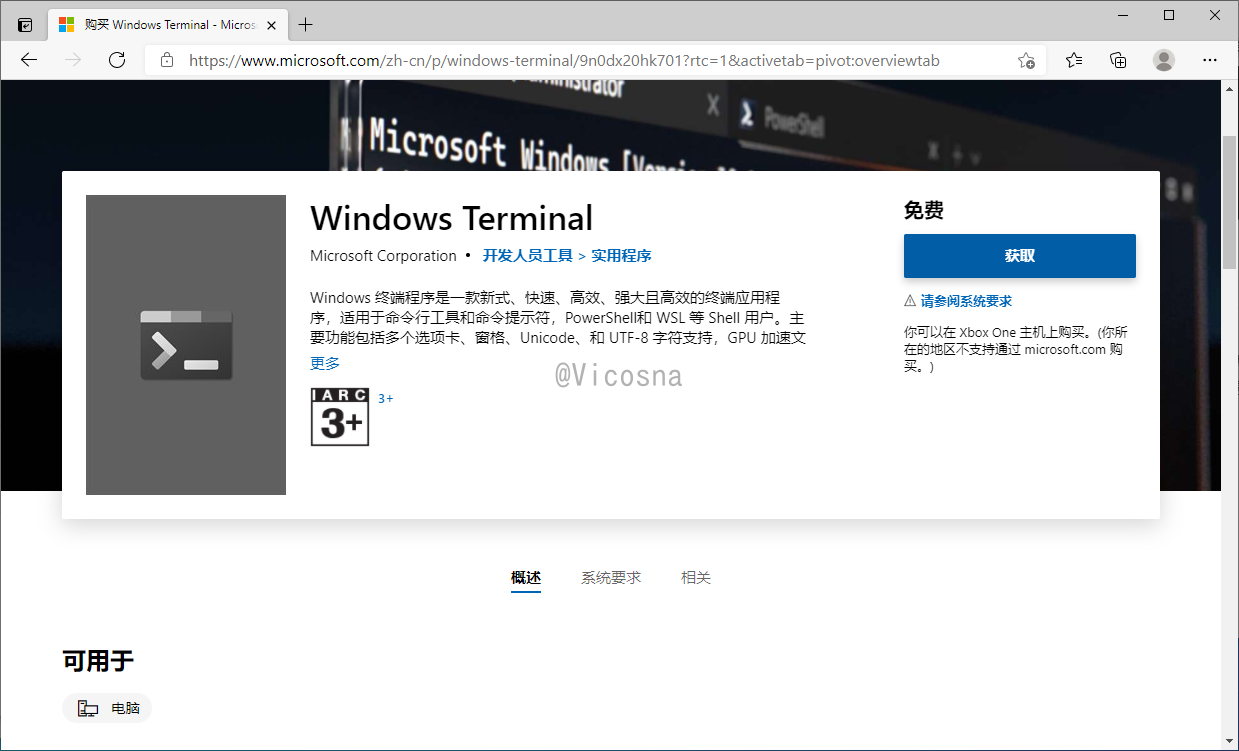 购买 Windows Terminal - Micros
https://www.microsoft.com/zh-cn/p/windows-terminal/9n0dx20hk701?rtc=1&activetab=pivot:overviewtab
PowerShell
Microsoft Windows [Version
Windows Terminal
Microsoft Corporation • 开发人员工具 > 实用程序
Windows 终端程序是一款新式、快速、高效、强大且高效的终端应用程
序，适用于命令行工具和命令提示符，PowerShell和 WSL 等 Shell 用户。主
要功能包括多个选项卡、窗格、Unicode、和 UTF-8 字符支持，GPU 加速文
更多
@Vicosna
IARC
3+
3+
免费
获取
请参阅系统要求
你可以在 Xbox One 主机上购买。(你所
在的地区不支持通过 microsoft.com 购
买。)
概述 系统要求 相关
可用于
电脑